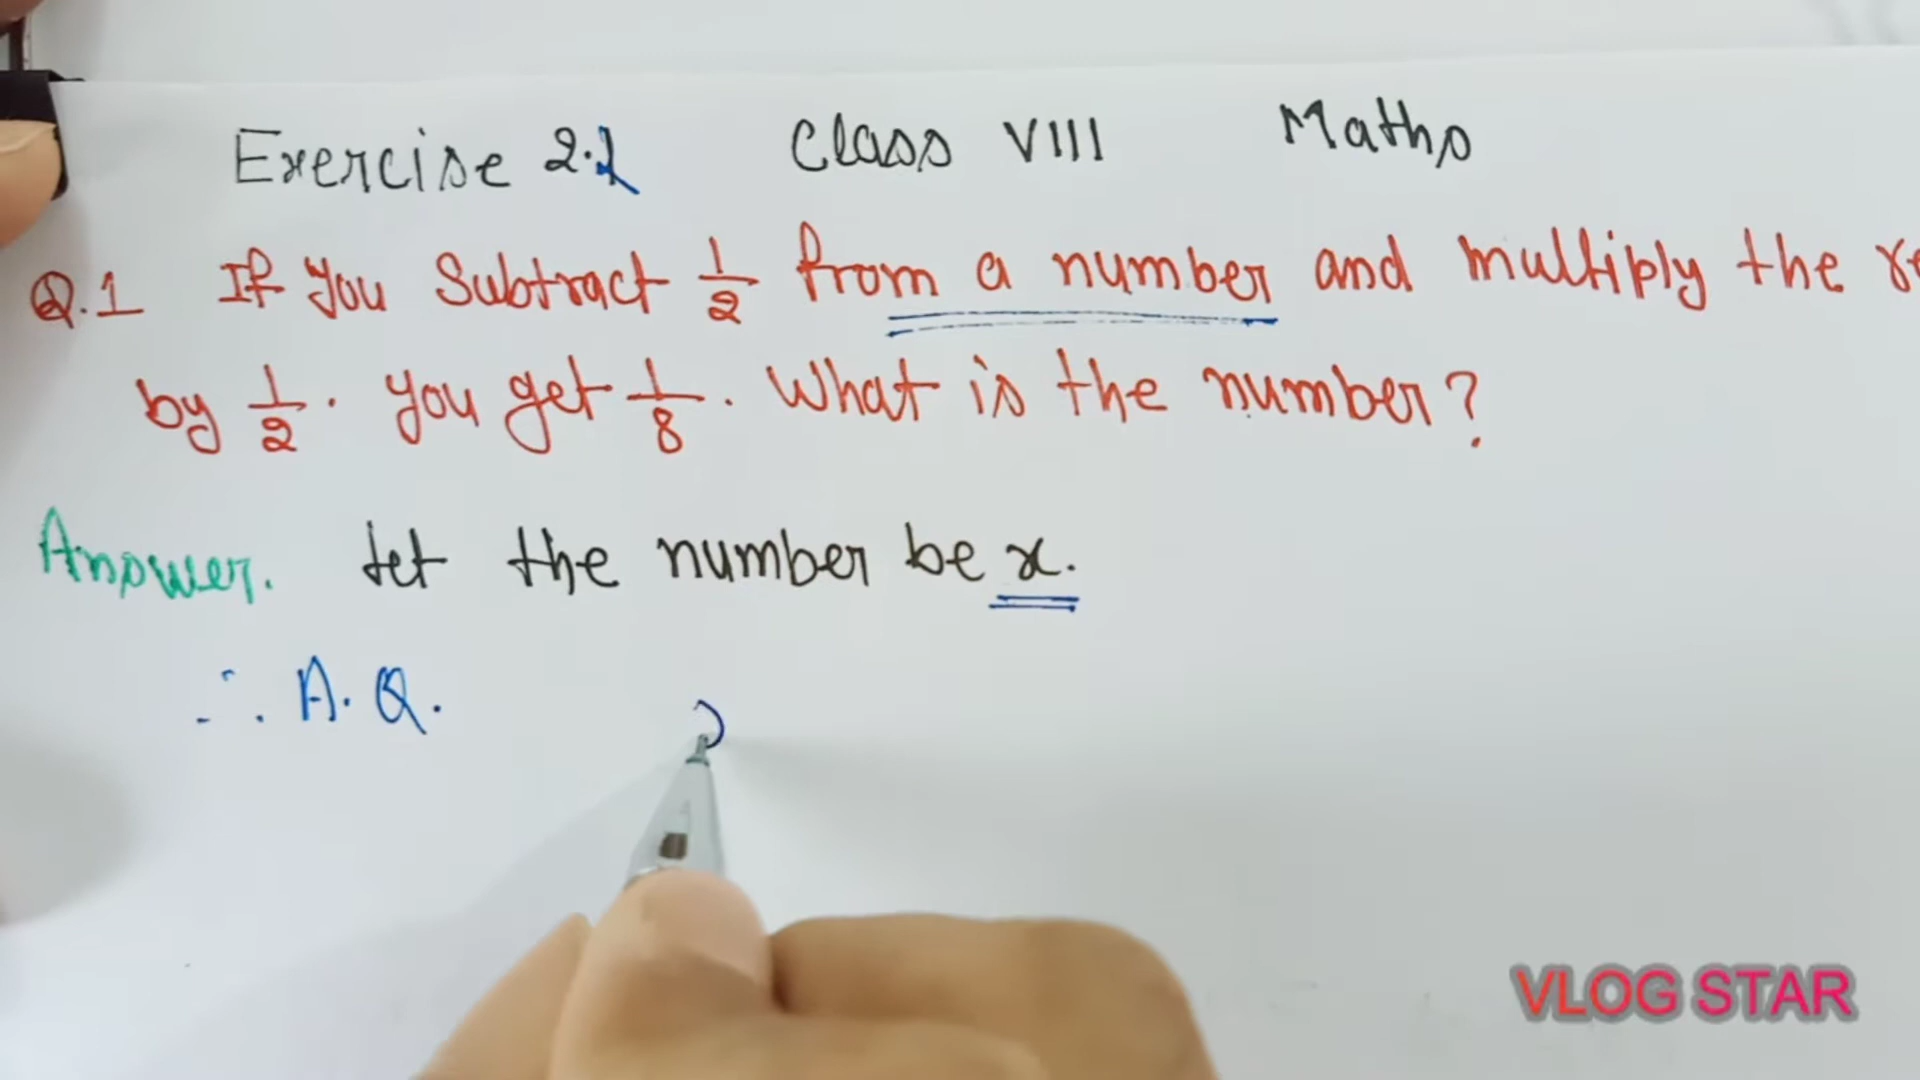 Exercise 2.2 Class VIII Maths
Q.1 If you Subtract 1/2 from a number and multiply the
by 1/2. you get 1/8. What is the number?
Answer. Let the number be x.
∴ A.Q.
VLOG STAR